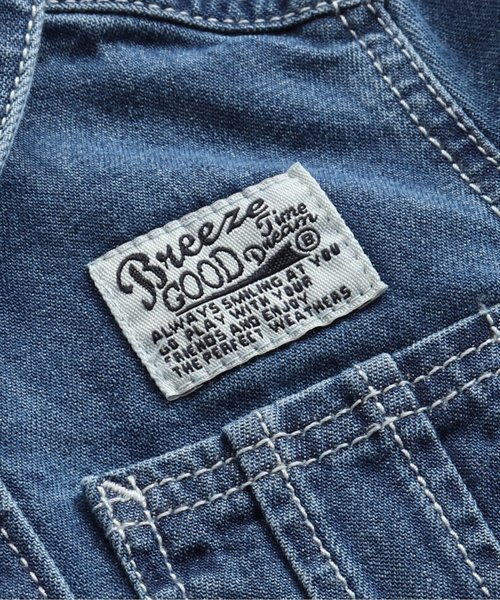 Breeze
GOOD Time
Dream B
ALWAYS SMILING AT YOU
GO PLAY WITH YOUR
FRIENDS AND ENJOY
THE PERFECT WEATHERS